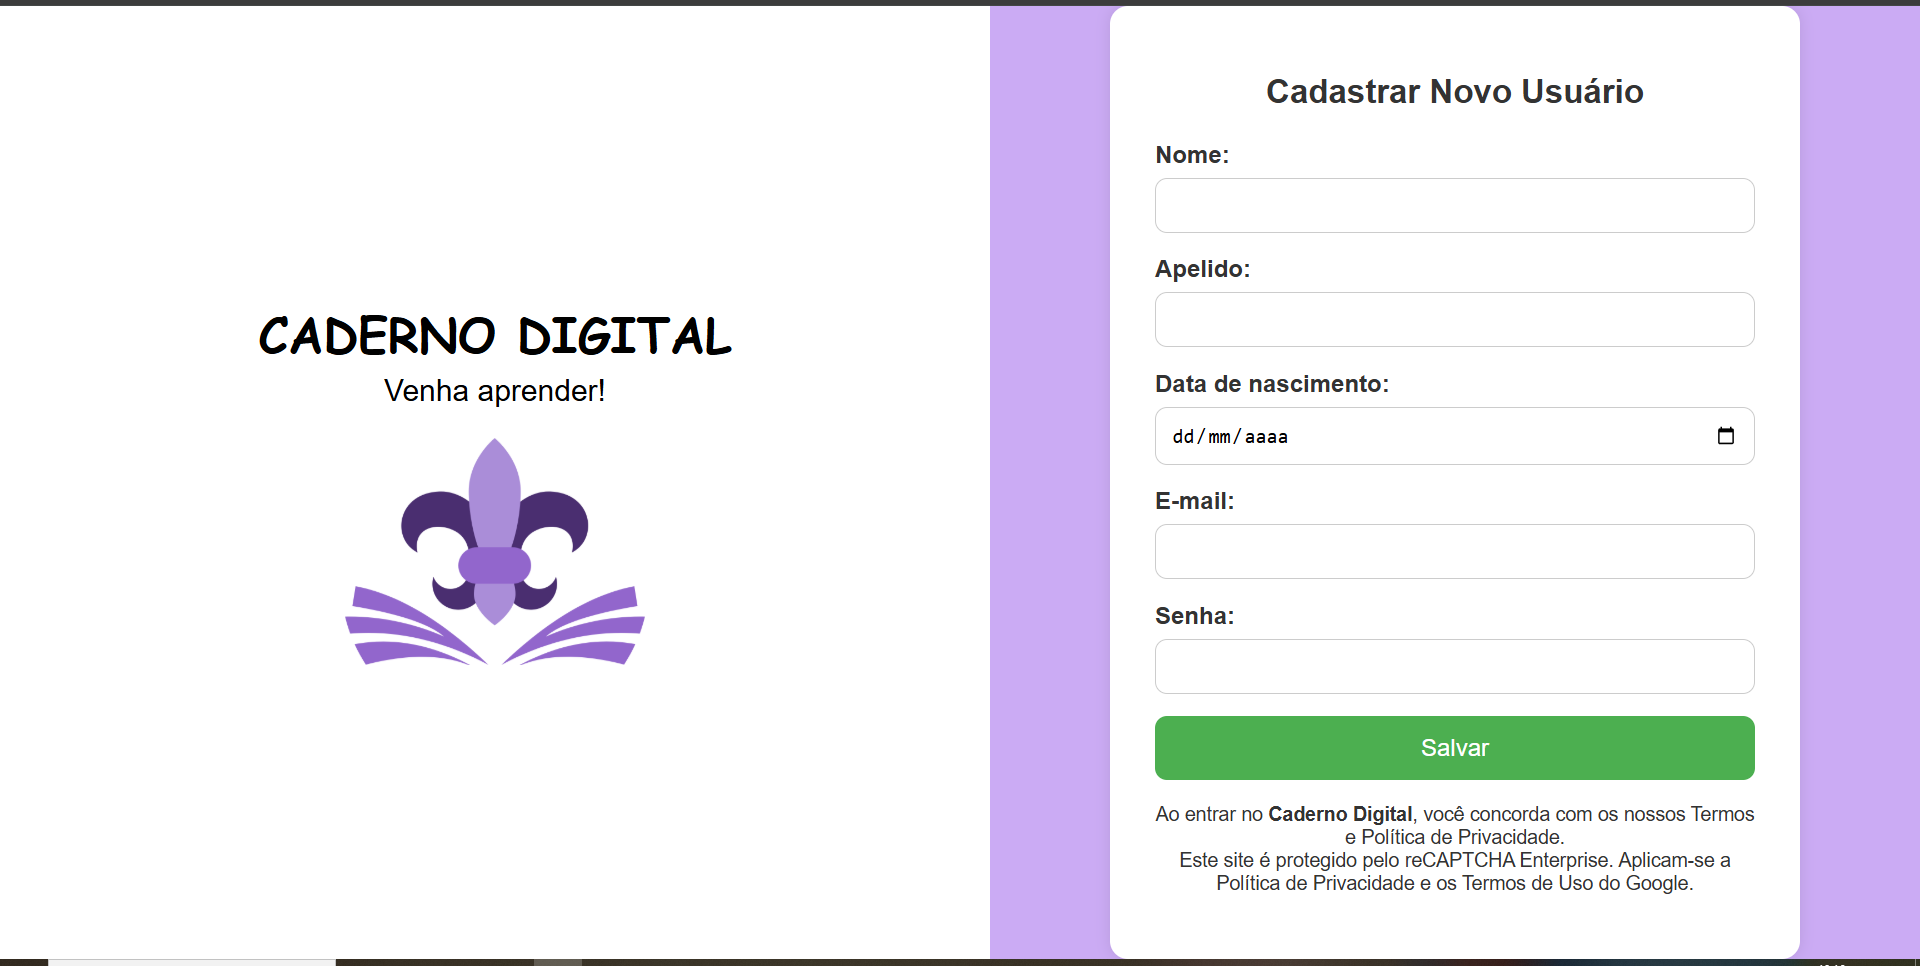 CADERNO DIGITAL
Venha aprender!
Cadastrar Novo Usuário
Nome:
Apelido:
Data de nascimento:
dd/mm/aaaa
E-mail:
Senha:
Salvar
Ao entrar no Caderno Digital, você concorda com os nossos Termos
e Política de Privacidade.
Este site é protegido pelo reCAPTCHA Enterprise. Aplicam-se a
Política de Privacidade e os Termos de Uso do Google.